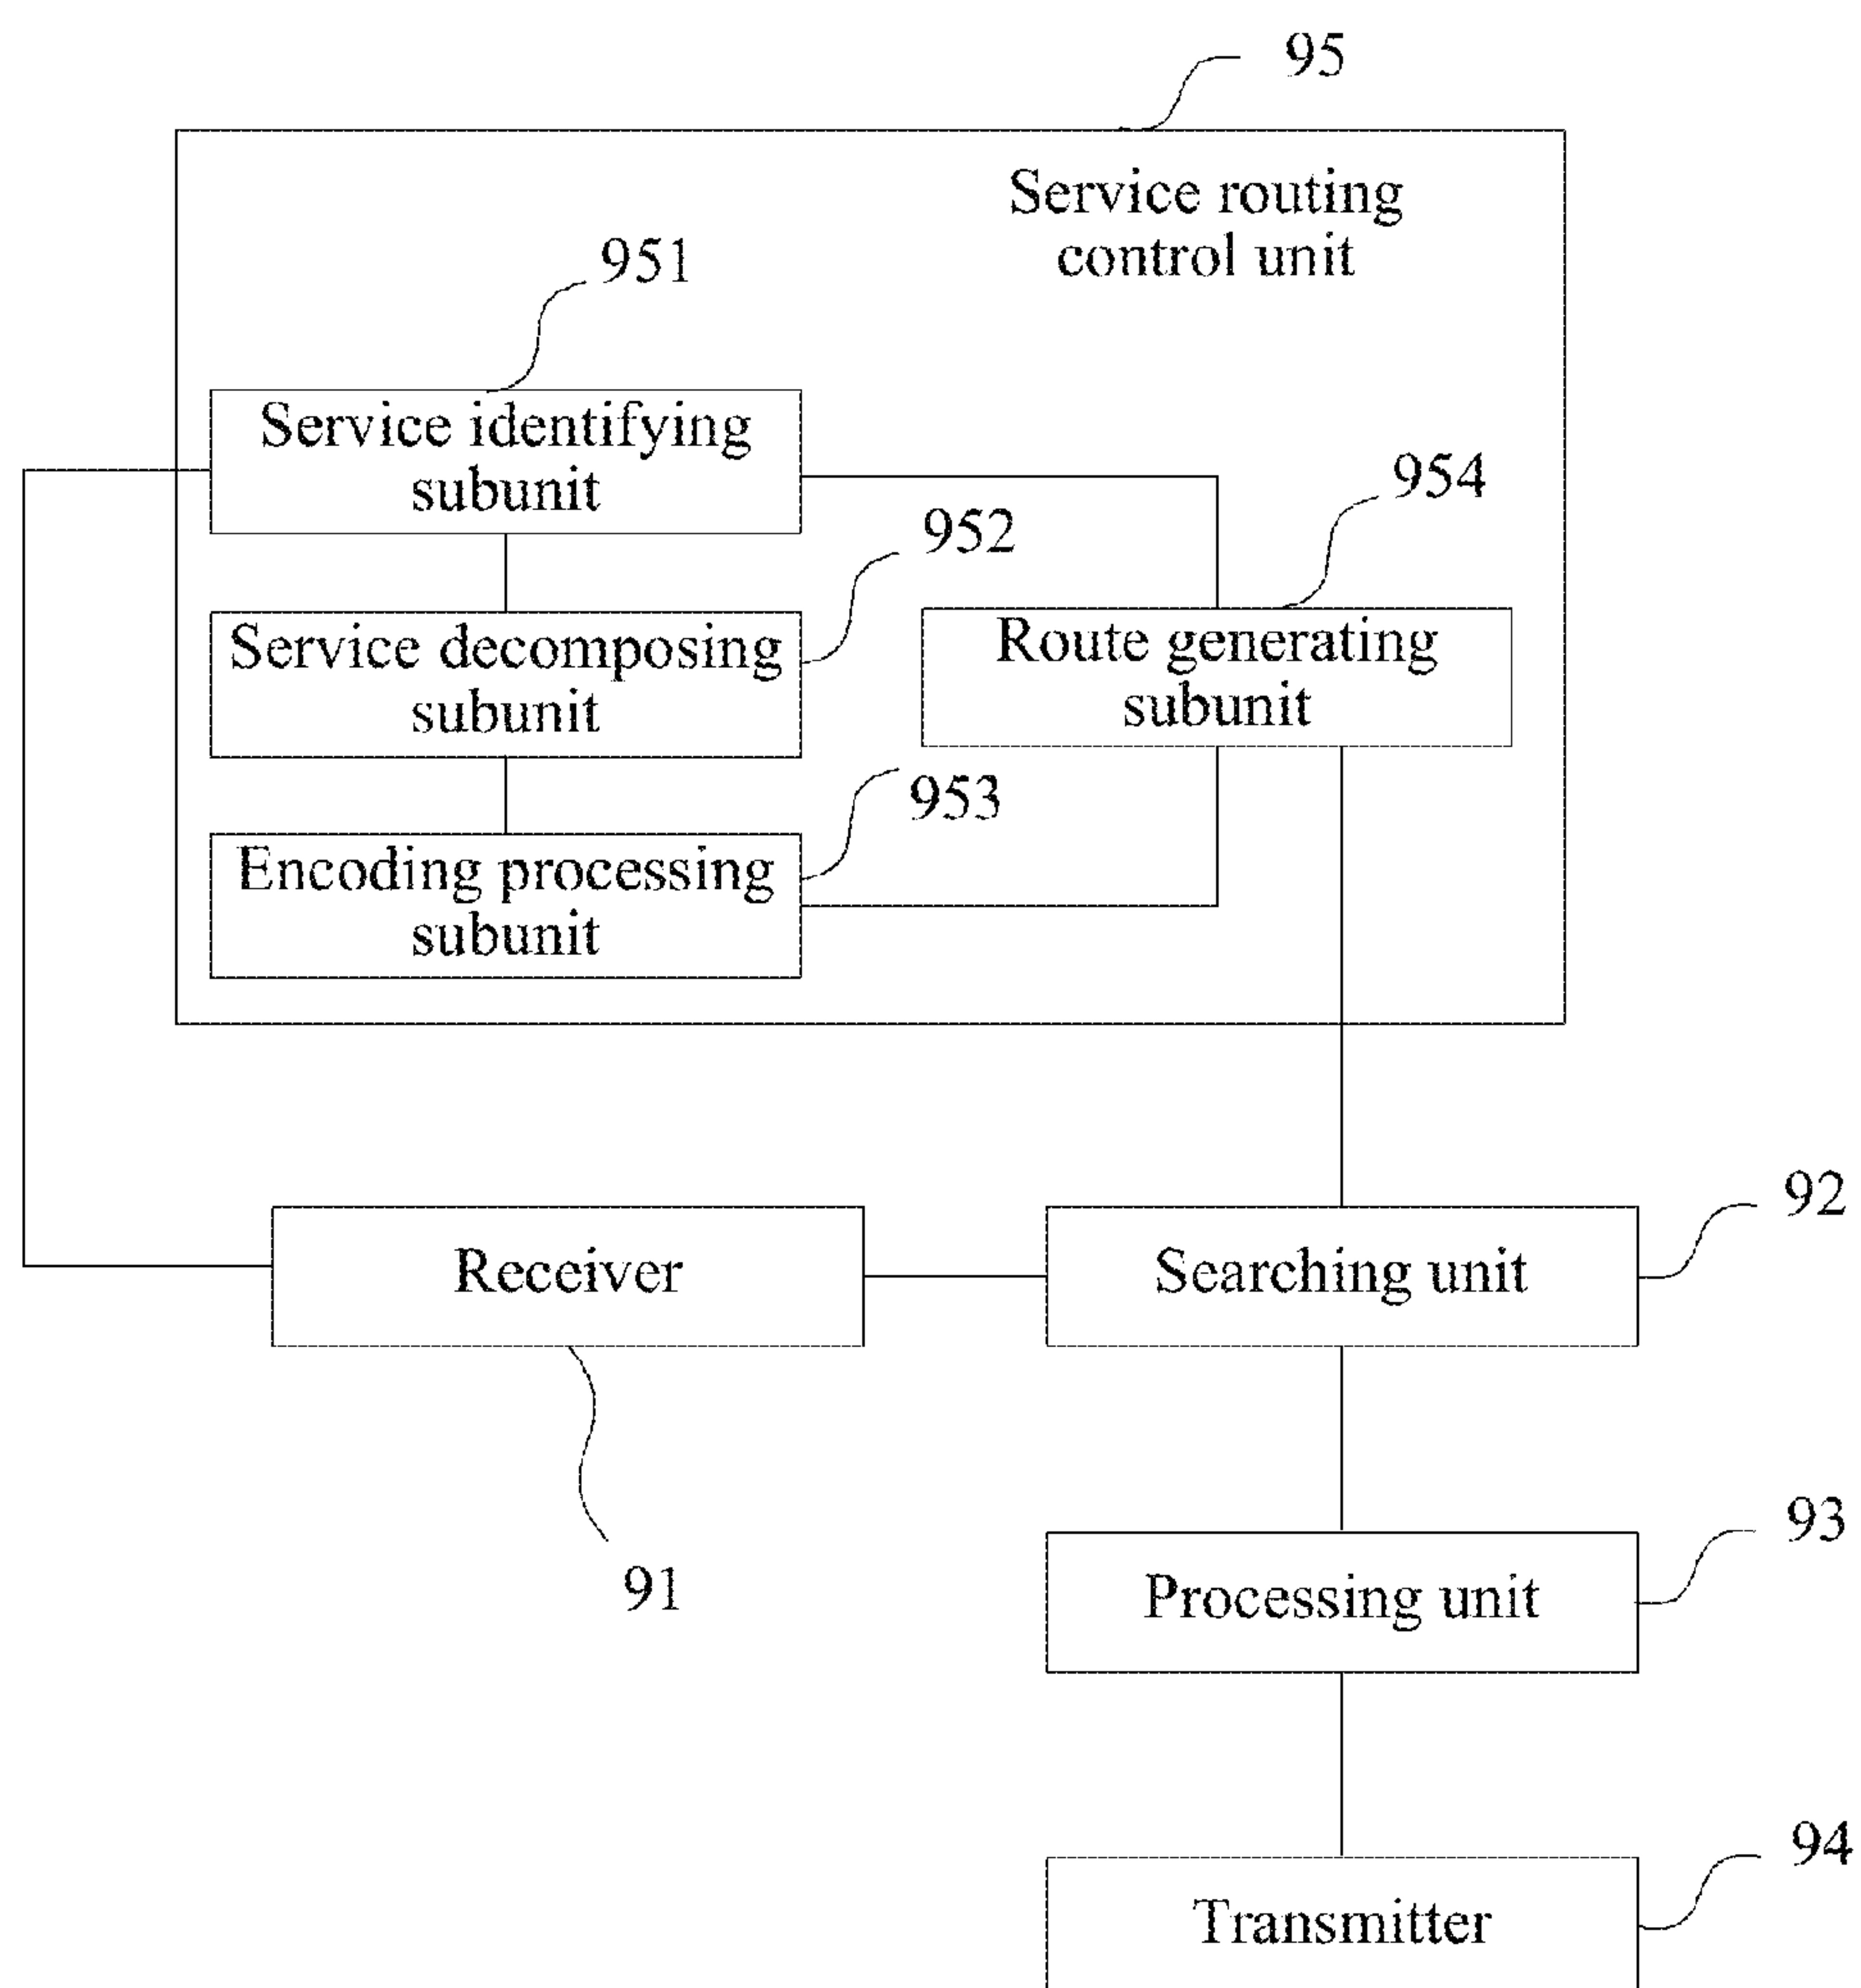 95
Service routing
control unit
951
Service identifying
subunit
954
952
Service decomposing
subunit
Route generating
subunit
953
Encoding processing
subunit
92
Receiver
Searching unit
93
91
Processing unit
94
Transmitter